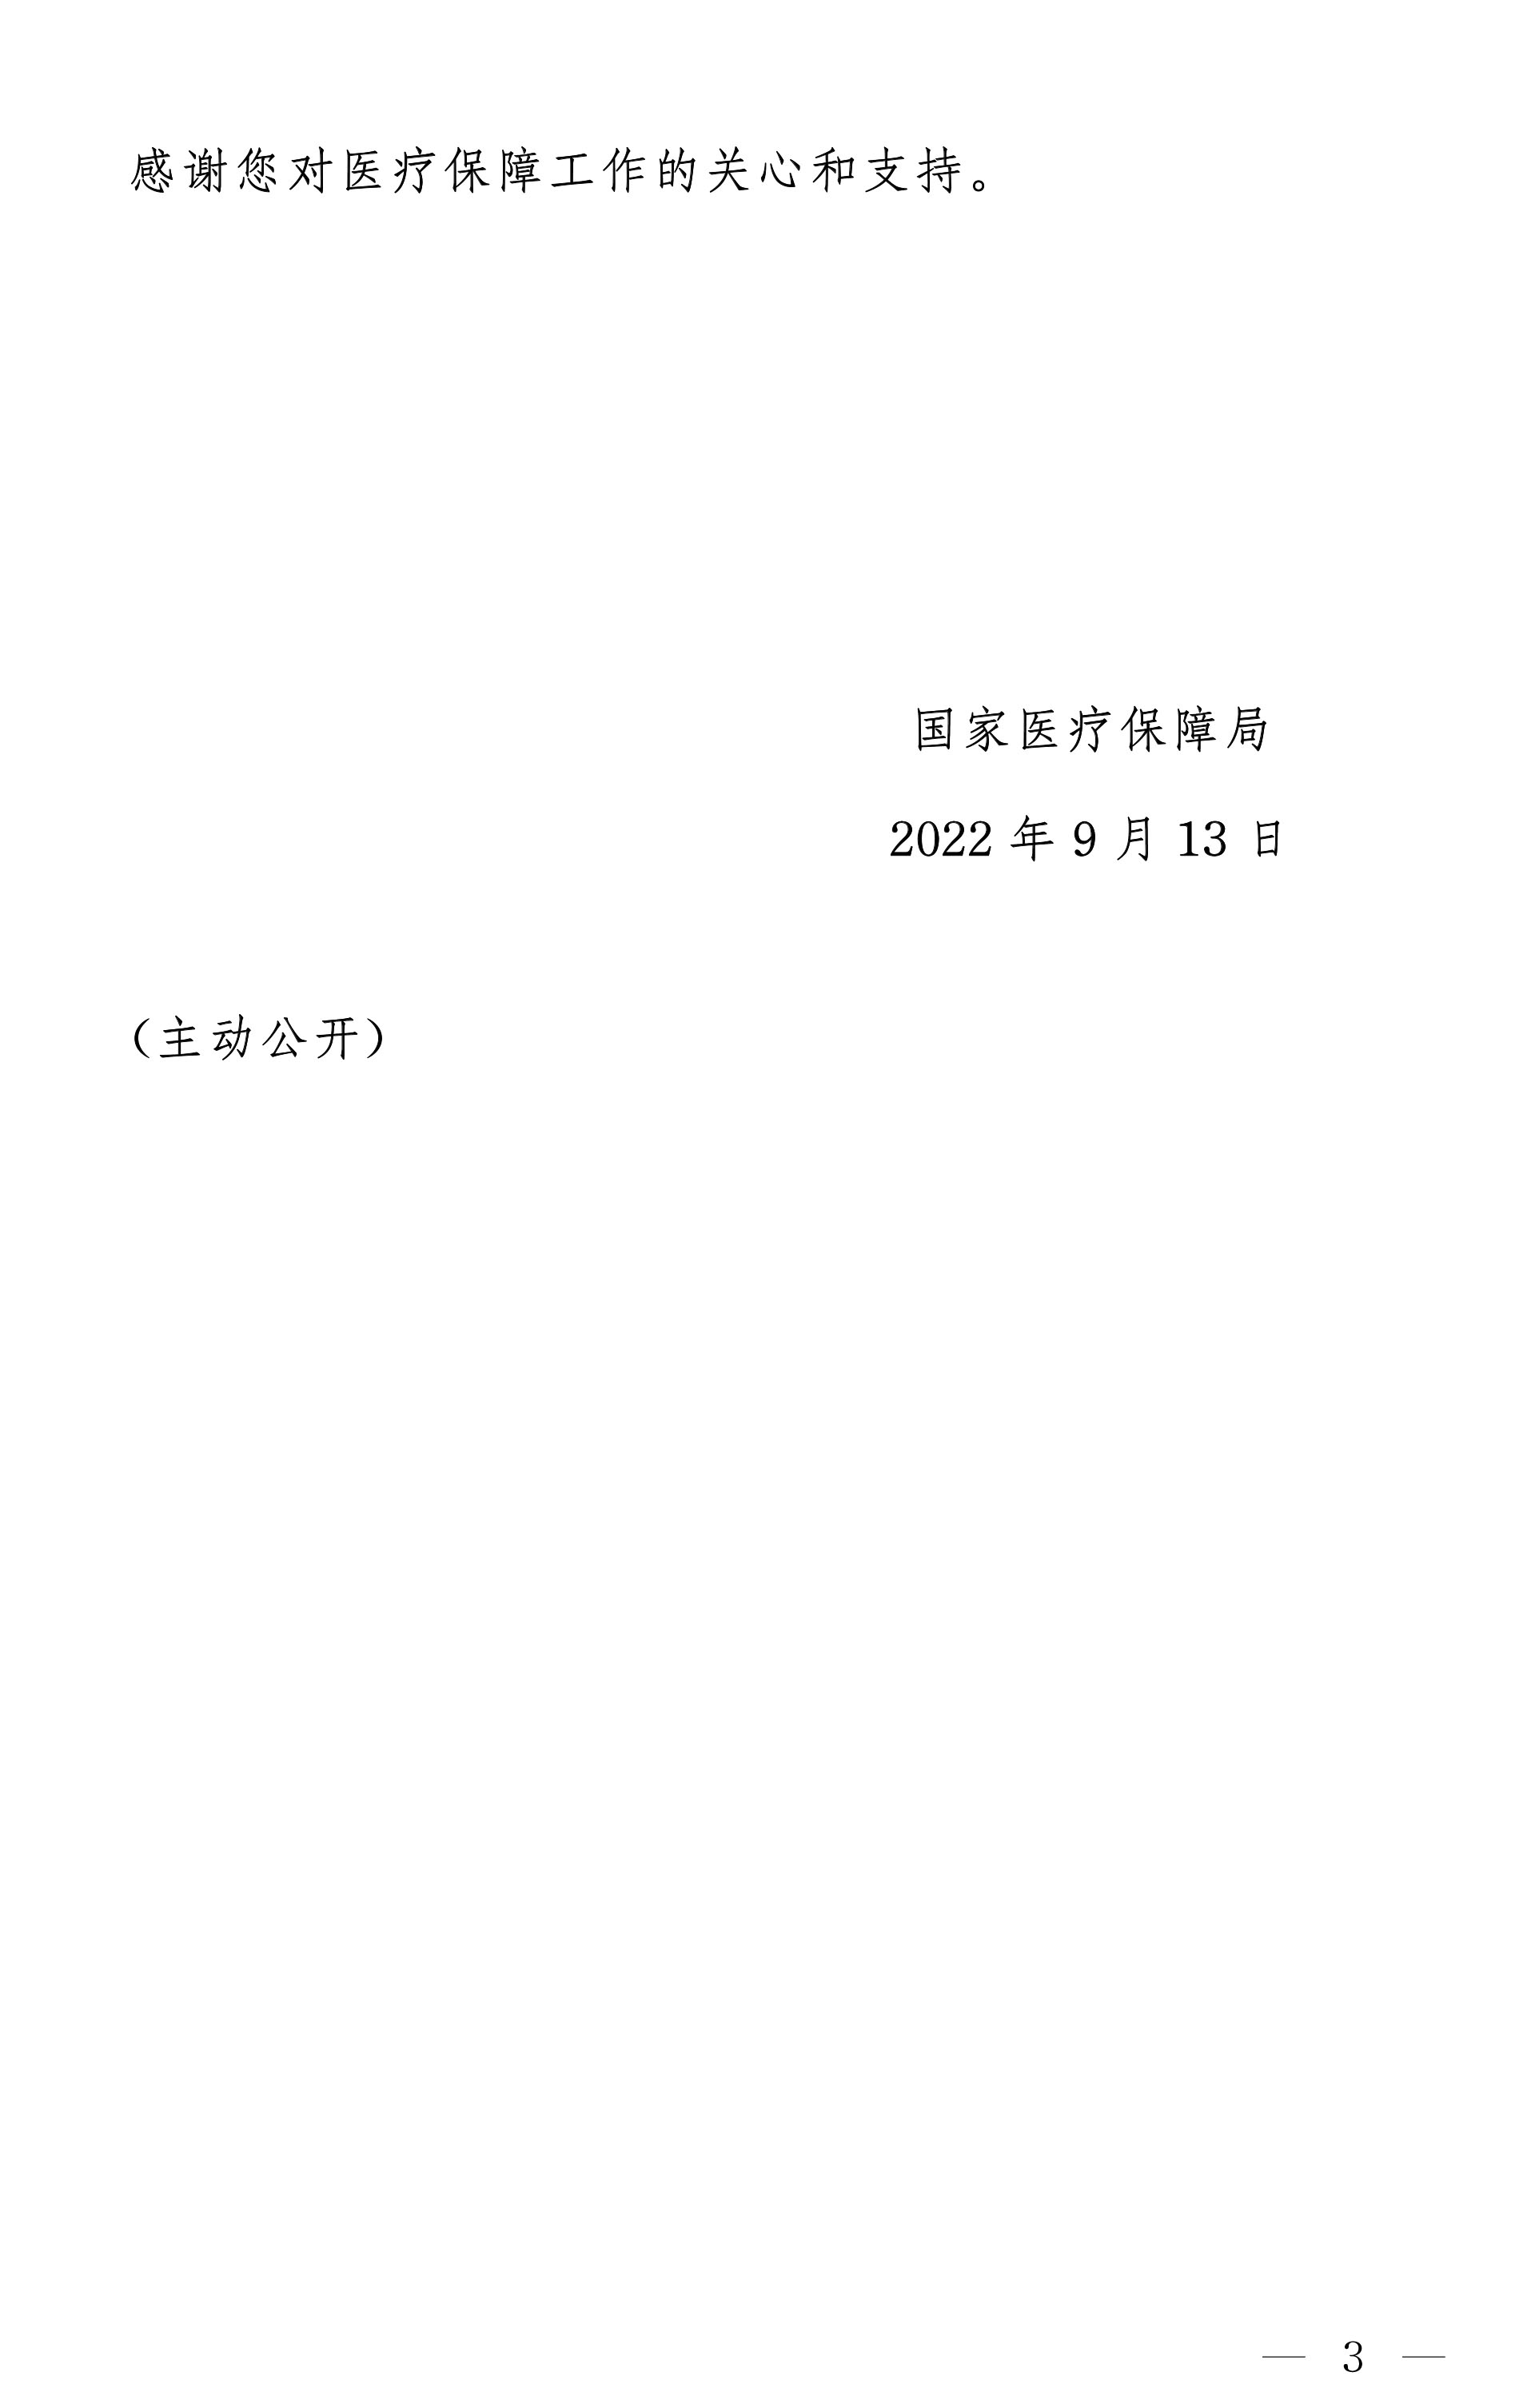 感谢您对医疗保障工作的关心和支持。
国家医疗保障局
2022 年 9 月 13 日
（主动公开）
— 3 —